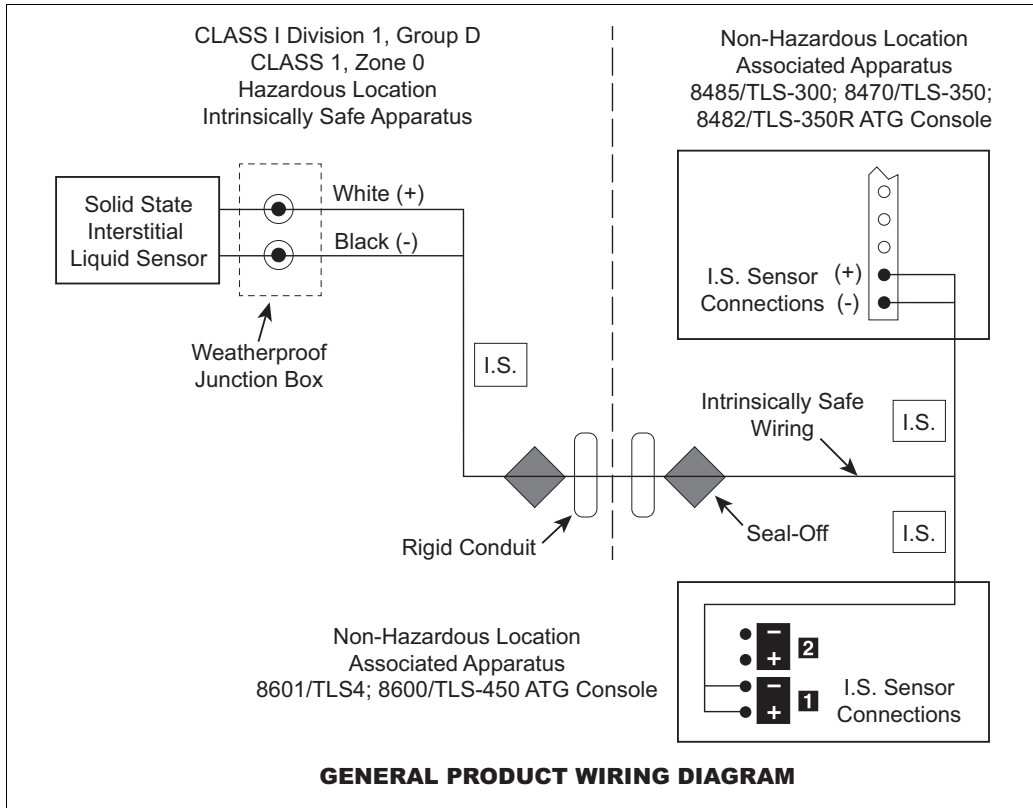 CLASS I Division 1, Group D
CLASS 1, Zone 0
Hazardous Location
Intrinsically Safe Apparatus
Non-Hazardous Location
Associated Apparatus
8485/TLS-300; 8470/TLS-350;
8482/TLS-350R ATG Console
Solid State
Interstitial
Liquid Sensor
White (+)
Black (-)
Weatherproof
Junction Box
I.S.
I.S. Sensor (+)
Connections (-)
Intrinsically Safe
Wiring
I.S.
Rigid Conduit
Seal-Off
I.S.
Non-Hazardous Location
Associated Apparatus
8601/TLS4; 8600/TLS-450 ATG Console
−
+ 2
−
+ 1
I.S. Sensor
Connections
GENERAL PRODUCT WIRING DIAGRAM